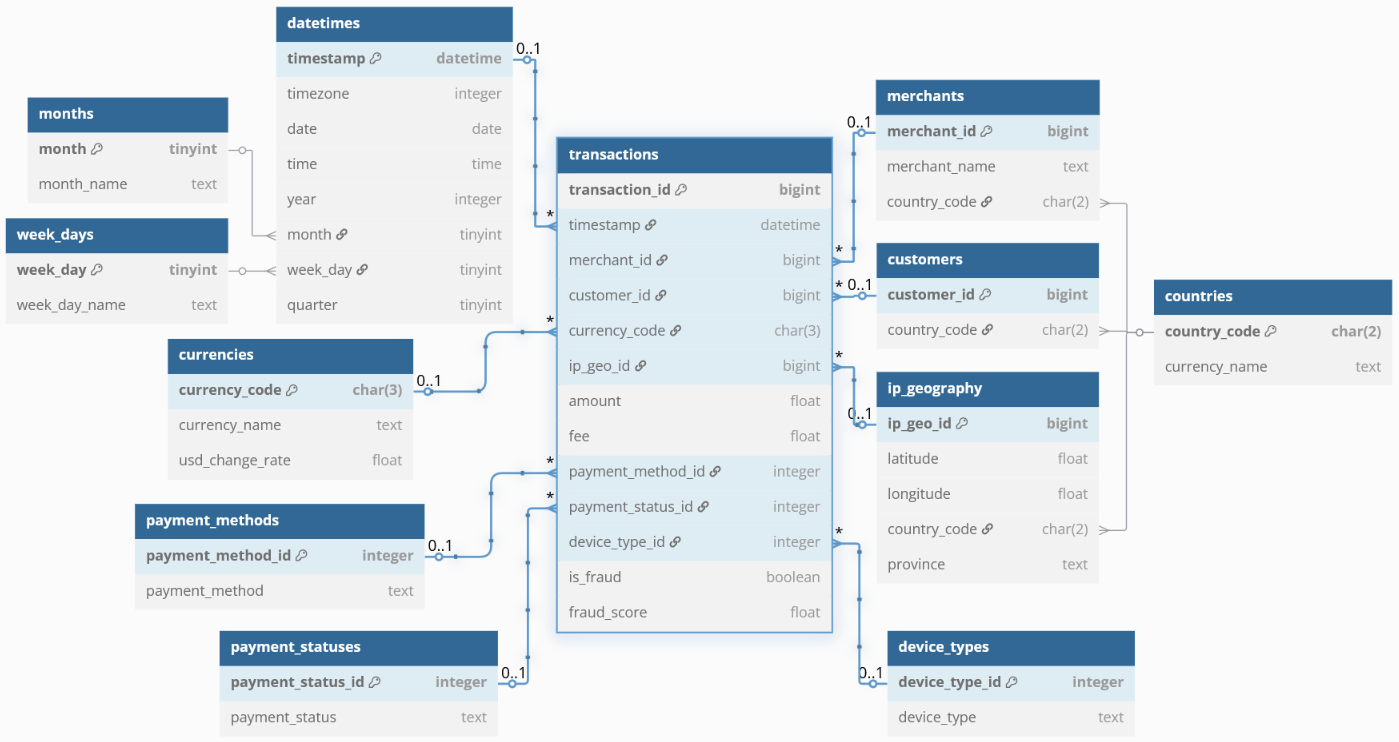 datetimes
timestamp datetime
timezone integer
date date
time time
year integer
month tinyint
week_day tinyint
quarter tinyint
0..1
*
months
month tinyint
month_name text
week_days
week_day tinyint
week_day_name text
currencies
currency_code char(3)
currency_name text
usd_change_rate float
0..1
*
payment_methods
payment_method_id integer
payment_method text
0..1
*
payment_statuses
payment_status_id integer
payment_status text
0..1
*
transactions
transaction_id bigint
timestamp datetime
merchant_id bigint
customer_id bigint
currency_code char(3)
ip_geo_id bigint
amount float
fee float
payment_method_id integer
payment_status_id integer
device_type_id integer
is_fraud boolean
fraud_score float
0..1
*
merchants
merchant_id bigint
merchant_name text
country_code char(2)
* 0..1
customers
customer_id bigint
country_code char(2)
*
0..1
ip_geography
ip_geo_id bigint
latitude float
longitude float
country_code char(2)
province text
*
0..1
device_types
device_type_id integer
device_type text
countries
country_code char(2)
currency_name text